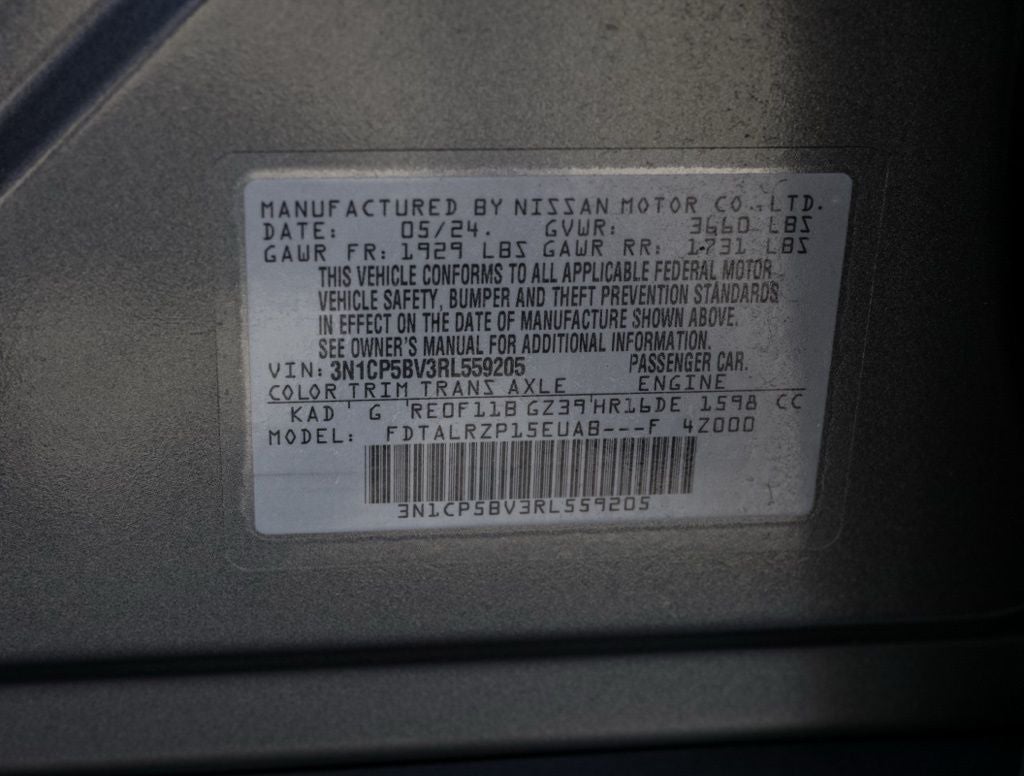 MANUFACTURED BY NISSAN MOTOR CO.,LTD.
DATE: 05/24. GVWR: 3660 LBS
GAWR FR: 1929 LBS GAWR RR: 1731 LBS
THIS VEHICLE CONFORMS TO ALL APPLICABLE FEDERAL MOTOR
VEHICLE SAFETY, BUMPER AND THEFT PREVENTION STANDARDS
IN EFFECT ON THE DATE OF MANUFACTURE SHOWN ABOVE.
SEE OWNER'S MANUAL FOR ADDITIONAL INFORMATION.
VIN: 3N1CP5BV3RL559205 PASSENGER CAR.
COLOR TRIM TRANS AXLE ENGINE
KAD G RE0F11B GZ39 HR16DE 1598 CC
MODEL: FDTALRZP15EUAB---F 4Z000
3N1CP5BV3RL559205